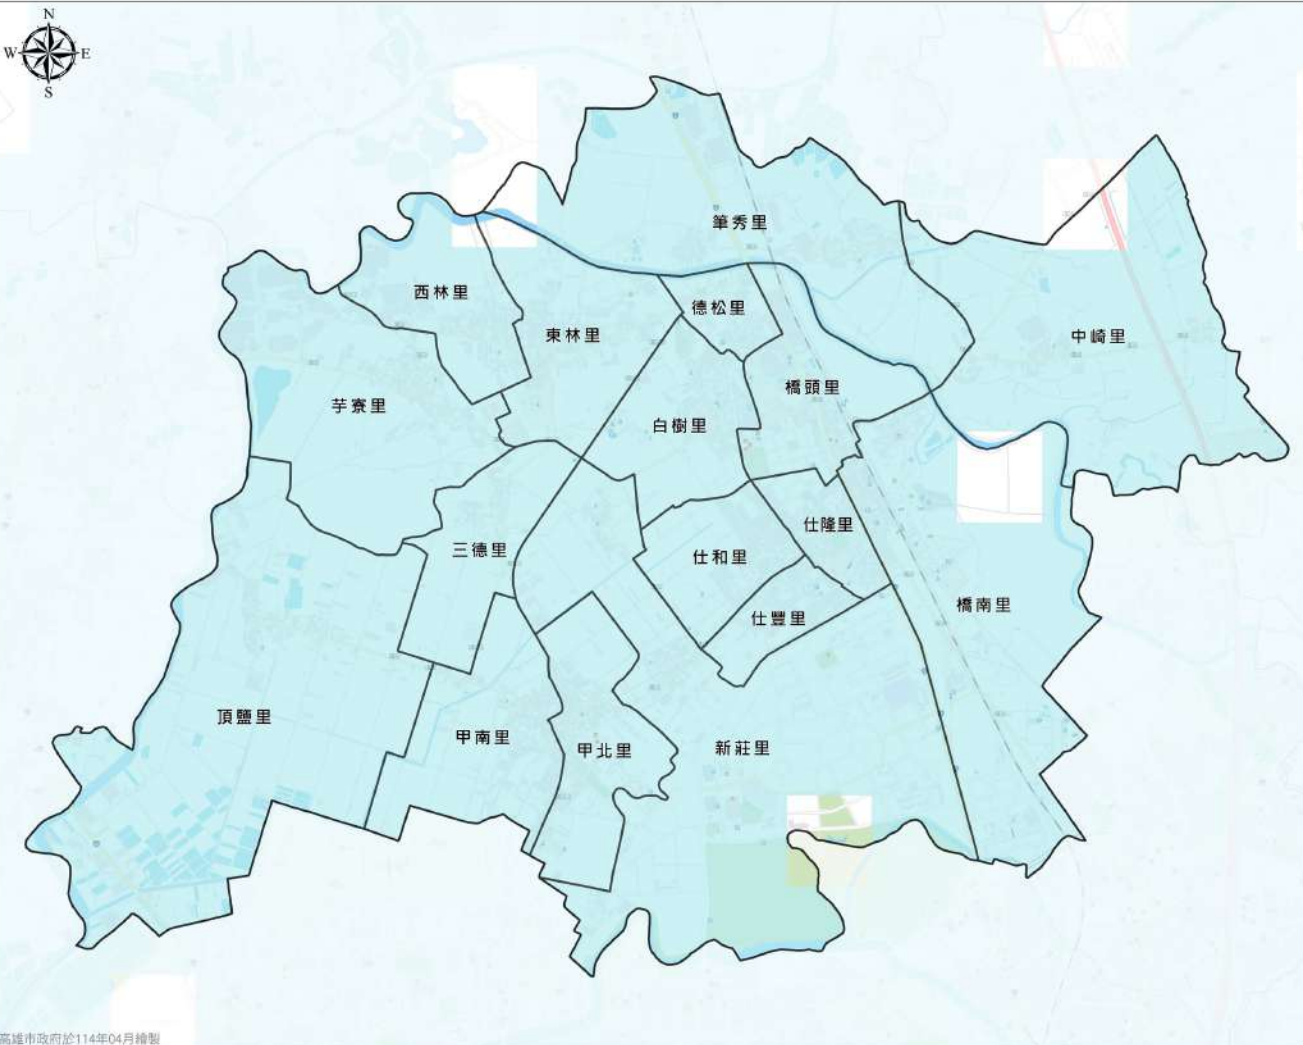 N
W E
S
筆秀里
西林里
德松里
東林里
中崎里
橋頭里
芋寮里
白樹里
仕隆里
三德里
仕和里
橋南里
仕豐里
頂鹽里
甲南里
甲北里
新莊里
高雄市政府於114年04月繪製